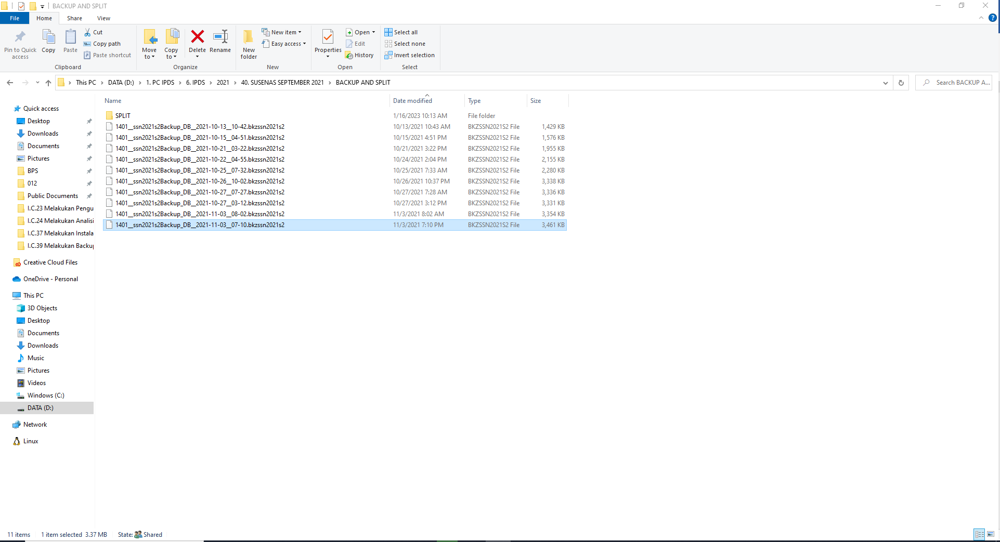 BACKUP AND SPLIT
File Home Share View
Pin to Quick access
Copy
Paste
Cut
Copy path
Paste shortcut
Clipboard
Move to
Copy to
Delete
Rename
Organize
New folder
New item
Easy access
New
Properties
Open
Edit
History
Open
Select all
Select none
Invert selection
Select
This PC > DATA (D:) > 1. PC IPDS > 6. IPDS > 2021 > 40. SUSENAS SEPTEMBER 2021 > BACKUP AND SPLIT
Search BACKUP A...
Quick access
Desktop
Downloads
Documents
Pictures
BPS
012
Public Documents
I.C.23 Melakukan Pengu
I.C.24 Melakukan Analisi
I.C.37 Melakukan Instala
I.C.39 Melakukan Backup
Creative Cloud Files
OneDrive - Personal
This PC
3D Objects
Desktop
Documents
Downloads
Music
Pictures
Videos
Windows (C:)
DATA (D:)
Network
Linux
Name Date modified Type Size
SPLIT 1/16/2023 10:13 AM File folder
1401__ssn2021s2Backup_DB__2021-10-13__10-42.bkzssn2021s2 10/13/2021 10:43 AM BKZSSN2021S2 File 1,429 KB
1401__ssn2021s2Backup_DB__2021-10-15__04-51.bkzssn2021s2 10/15/2021 4:51 PM BKZSSN2021S2 File 1,576 KB
1401__ssn2021s2Backup_DB__2021-10-21__03-22.bkzssn2021s2 10/21/2021 3:22 PM BKZSSN2021S2 File 1,955 KB
1401__ssn2021s2Backup_DB__2021-10-22__04-55.bkzssn2021s2 10/24/2021 2:04 PM BKZSSN2021S2 File 2,155 KB
1401__ssn2021s2Backup_DB__2021-10-25__07-32.bkzssn2021s2 10/25/2021 7:33 AM BKZSSN2021S2 File 2,280 KB
1401__ssn2021s2Backup_DB__2021-10-26__10-02.bkzssn2021s2 10/26/2021 10:37 PM BKZSSN2021S2 File 3,338 KB
1401__ssn2021s2Backup_DB__2021-10-27__07-27.bkzssn2021s2 10/27/2021 7:28 AM BKZSSN2021S2 File 3,336 KB
1401__ssn2021s2Backup_DB__2021-10-27__03-12.bkzssn2021s2 10/27/2021 3:12 PM BKZSSN2021S2 File 3,331 KB
1401__ssn2021s2Backup_DB__2021-11-03__08-02.bkzssn2021s2 11/3/2021 8:02 AM BKZSSN2021S2 File 3,354 KB
1401__ssn2021s2Backup_DB__2021-11-03__07-10.bkzssn2021s2 11/3/2021 7:10 PM BKZSSN2021S2 File 3,461 KB
11 items 1 item selected 3.37 MB State: Shared